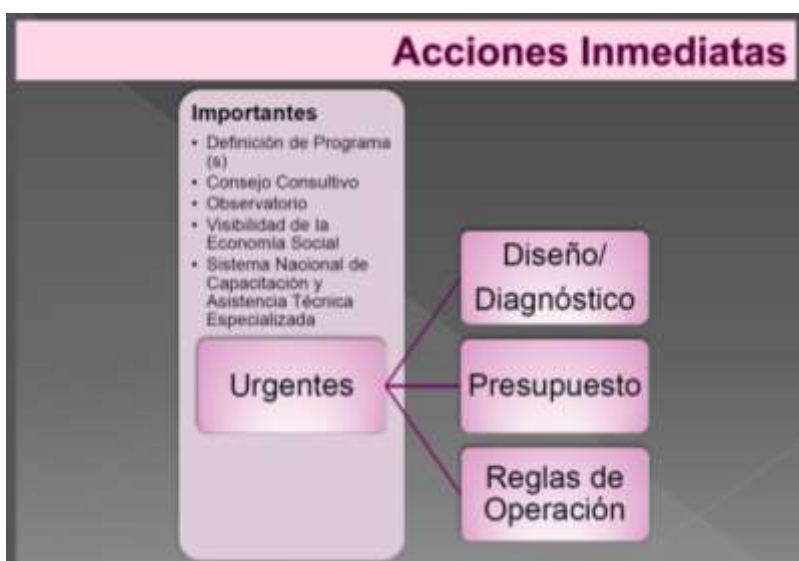 Acciones Inmediatas
Importantes
• Definición de Programa
(s)
• Consejo Consultivo
• Observatorio
• Visibilidad de la
Economía Social
• Sistema Nacional de
Capacitación y
Asistencia Técnica
Especializada
Urgentes
Diseño/
Diagnóstico
Presupuesto
Reglas de
Operación